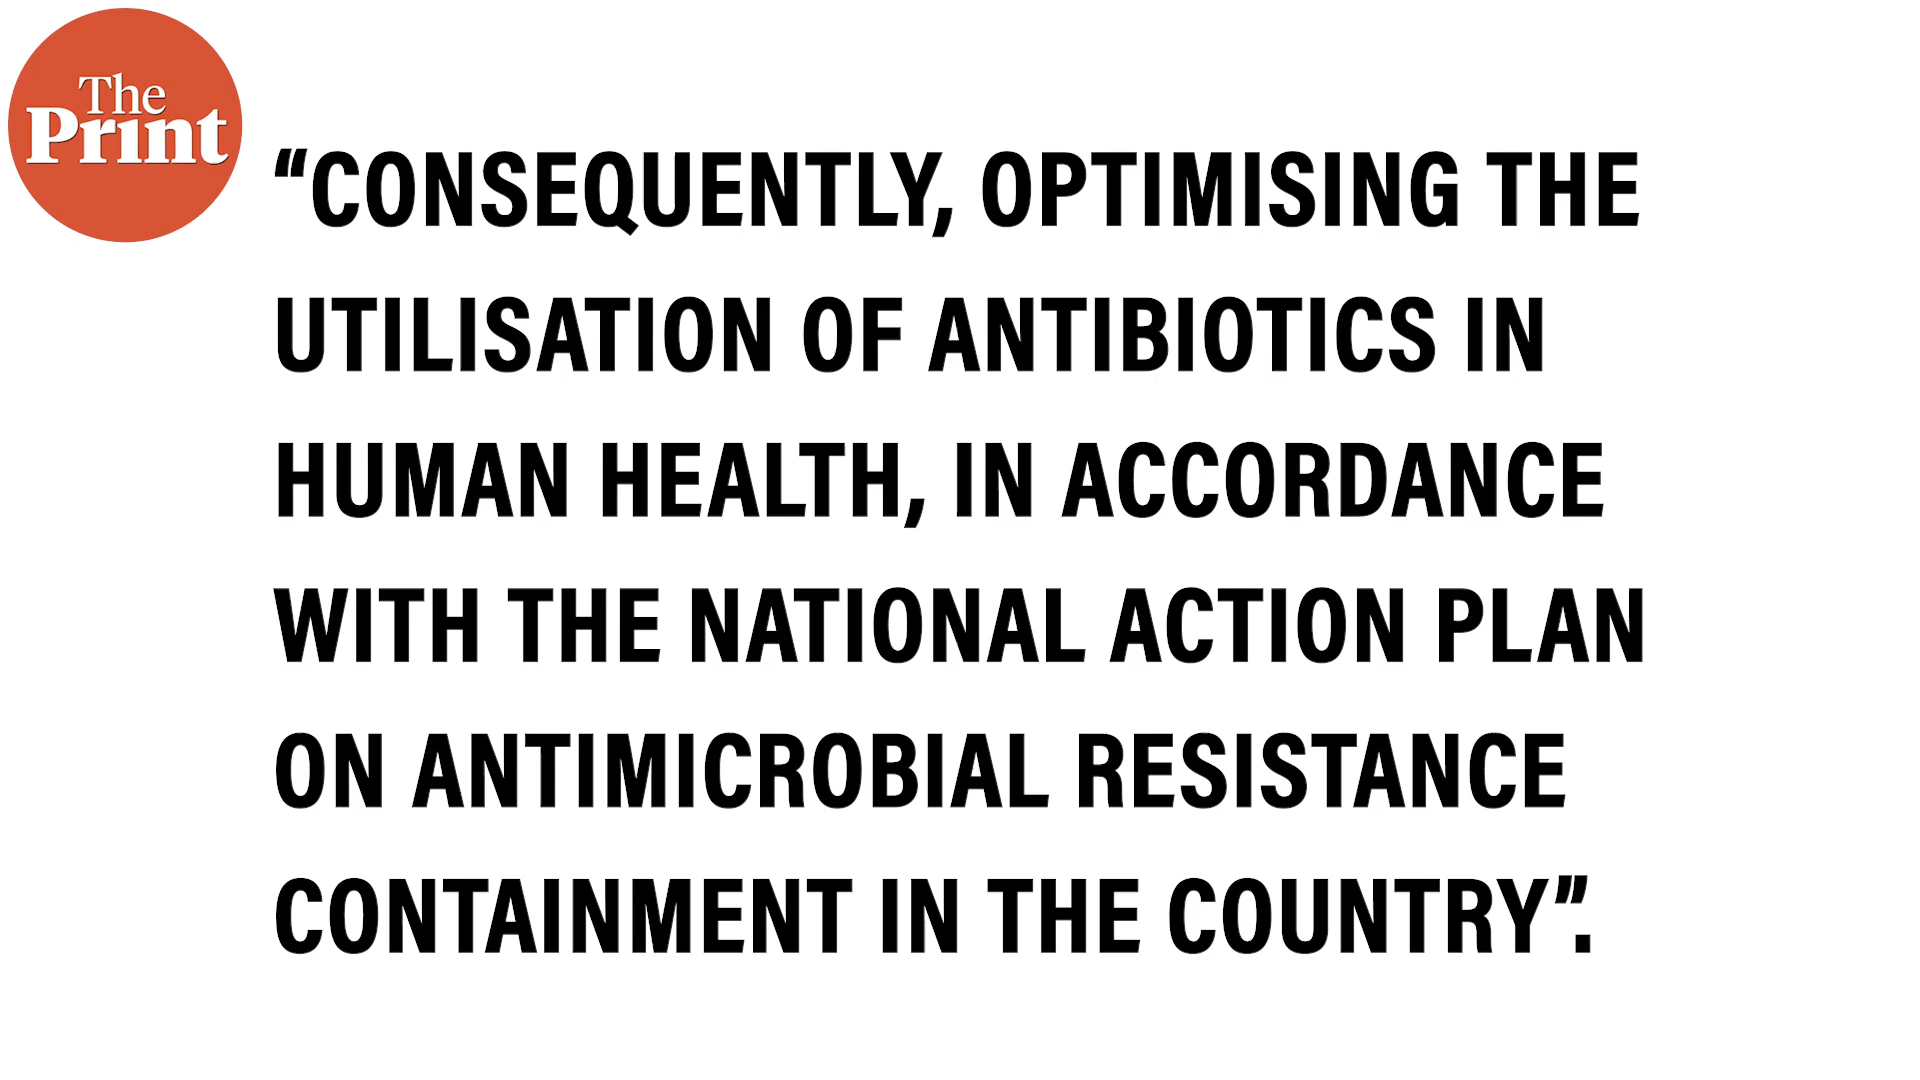 The
Print
“CONSEQUENTLY, OPTIMISING THE
UTILISATION OF ANTIBIOTICS IN
HUMAN HEALTH, IN ACCORDANCE
WITH THE NATIONAL ACTION PLAN
ON ANTIMICROBIAL RESISTANCE
CONTAINMENT IN THE COUNTRY”.